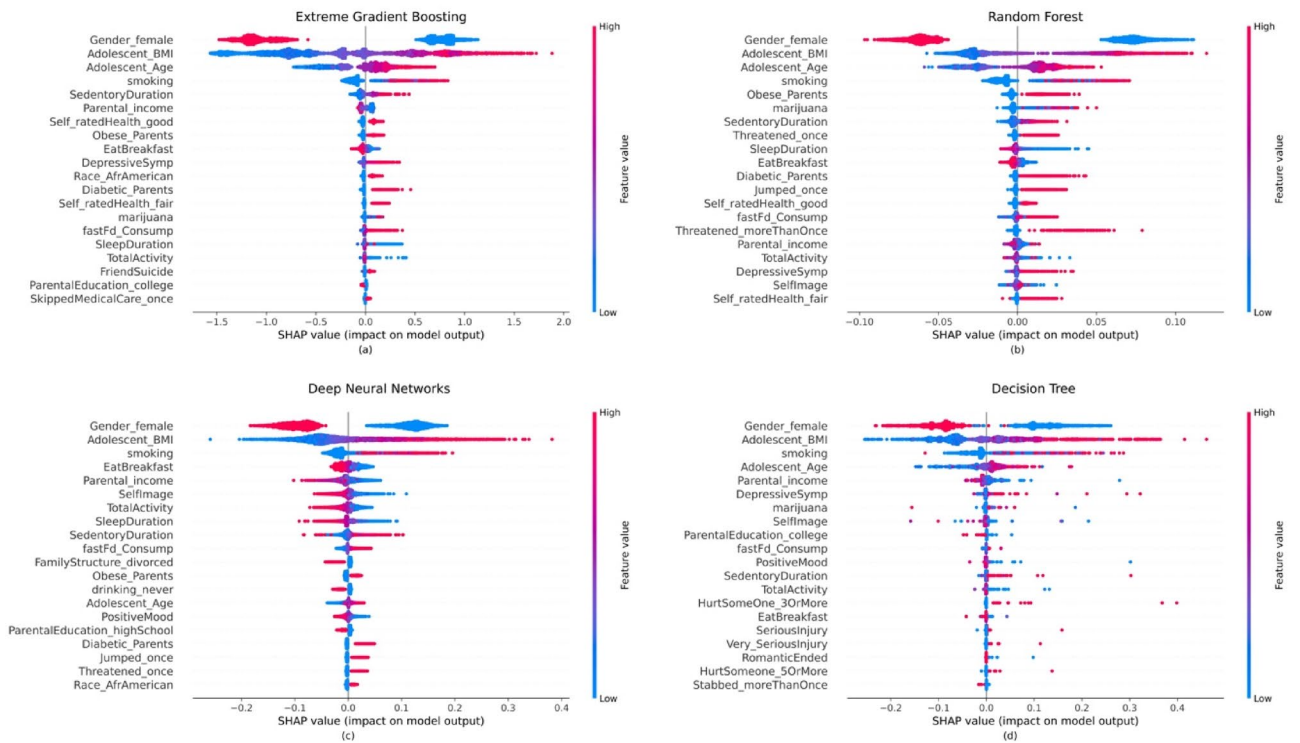 Extreme Gradient Boosting
High
Gender_female
Adolescent_BMI
Adolescent_Age
smoking
SedentoryDuration
Parental_income
Self_ratedHealth_good
Obese_Parents
EatBreakfast
DepressiveSymp
Race_AfrAmerican
Diabetic_Parents
Self_ratedHealth_fair
marijuana
fastFd_Consump
SleepDuration
TotalActivity
FriendSuicide
ParentalEducation_college
SkippedMedicalCare_once
Feature value
Low
−1.5 −1.0 −0.5 0.0 0.5 1.0 1.5 2.0
SHAP value (impact on model output)
(a)
Random Forest
High
Gender_female
Adolescent_BMI
Adolescent_Age
smoking
Obese_Parents
marijuana
SedentoryDuration
Threatened_once
SleepDuration
EatBreakfast
Diabetic_Parents
Jumped_once
Self_ratedHealth_good
fastFd_Consump
Threatened_moreThanOnce
Parental_income
TotalActivity
DepressiveSymp
SelfImage
Self_ratedHealth_fair
Feature value
Low
−0.10 −0.05 0.00 0.05 0.10
SHAP value (impact on model output)
(b)
Deep Neural Networks
High
Gender_female
Adolescent_BMI
smoking
EatBreakfast
Parental_income
SelfImage
TotalActivity
SleepDuration
SedentoryDuration
fastFd_Consump
FamilyStructure_divorced
Obese_Parents
drinking_never
Adolescent_Age
PositiveMood
ParentalEducation_highSchool
Diabetic_Parents
Jumped_once
Threatened_once
Race_AfrAmerican
Feature value
Low
−0.2 −0.1 0.0 0.1 0.2 0.3 0.4
SHAP value (impact on model output)
(c)
Decision Tree
High
Gender_female
Adolescent_BMI
smoking
Adolescent_Age
Parental_income
DepressiveSymp
marijuana
SelfImage
ParentalEducation_college
fastFd_Consump
PositiveMood
SedentoryDuration
TotalActivity
HurtSomeOne_3OrMore
EatBreakfast
SeriousInjury
Very_SeriousInjury
RomanticEnded
HurtSomeone_5OrMore
Stabbed_moreThanOnce
Feature value
Low
−0.2 −0.1 0.0 0.1 0.2 0.3 0.4
SHAP value (impact on model output)
(d)